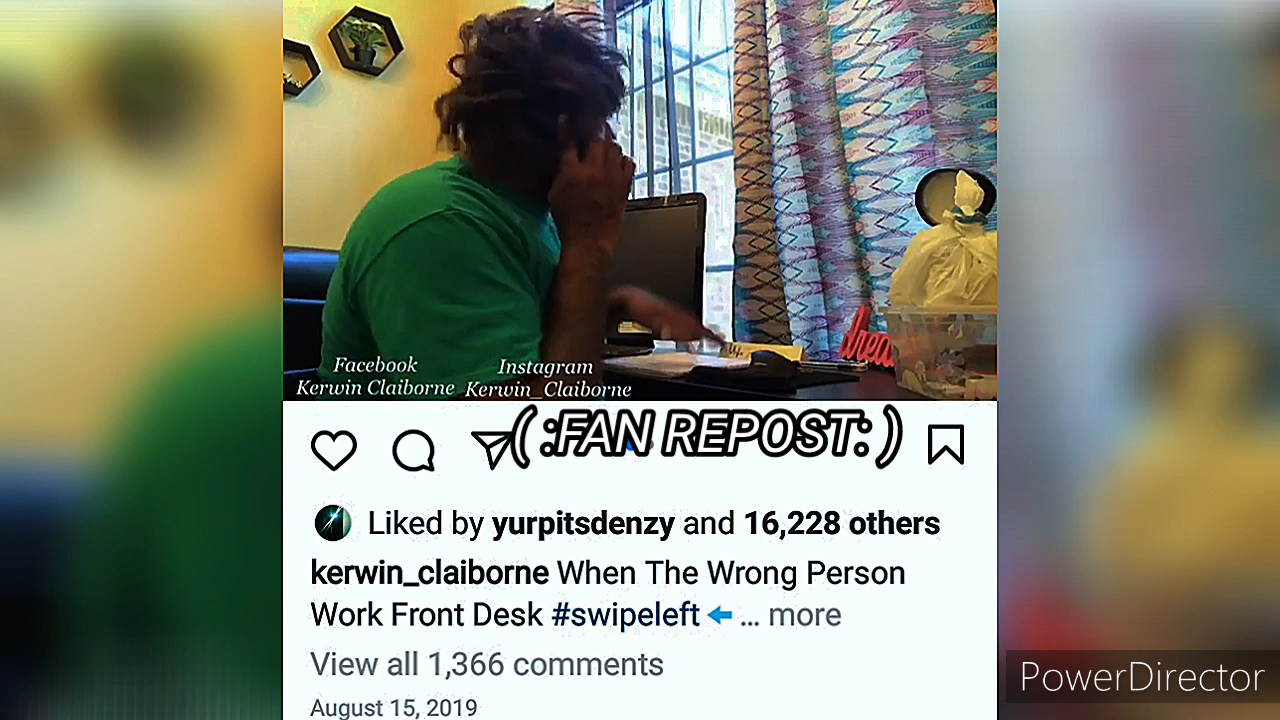 Facebook
Kerwin Claiborne
Instagram
Kerwin_Claiborne
( :FAN REPOST: )
Liked by yurpitsdenzy and 16,228 others
kerwin_claiborne When The Wrong Person
Work Front Desk #swipeleft ... more
View all 1,366 comments
August 15, 2019
PowerDirector